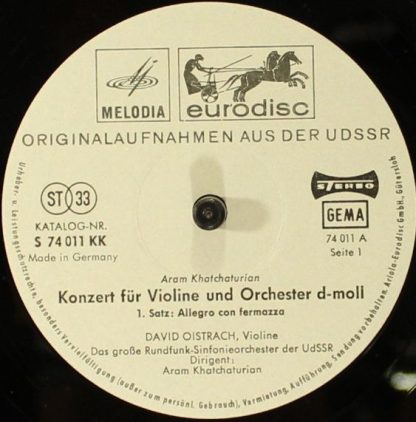 MELODIA
eurodisc
ORIGINALAUFNAHMEN AUS DER UDSSR
ST 33
STEREO
KATALOG-NR.
GEMA
S 74 011 KK
74 011 A
Made in Germany
Seite 1
Aram Khatchaturian
Konzert für Violine und Orchester d-moll
1. Satz: Allegro con fermazza
DAVID OISTRACH, Violine
Das große Rundfunk-Sinfonieorchester der UdSSR
Dirigent:
Aram Khatchaturian
Urheber- u. Leistungsschutzrechte, besonders Vervielfältigung (außer zum persönl. Gebrauch), Vermietung, Aufführung, Sendung vorbehalten. Ariola-Eurodisc GmbH., Gütersloh